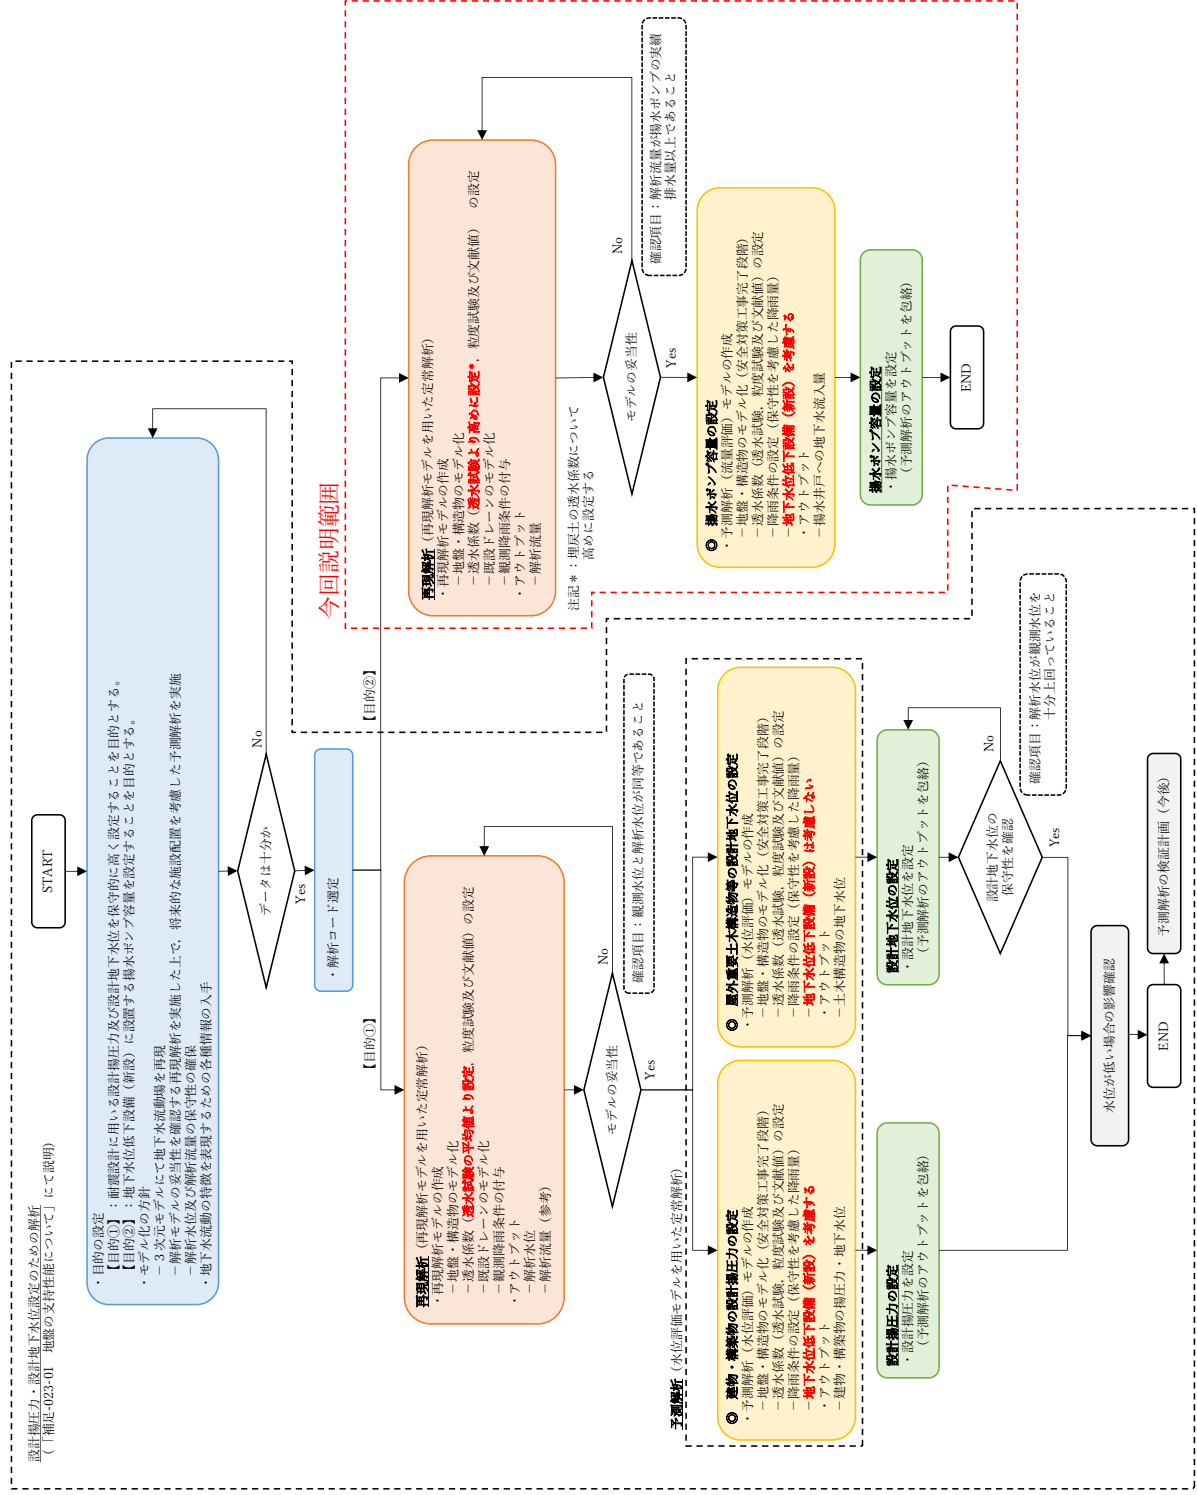 設計揚圧力・設計地下水位設定のための解析
（「補足-023-01　地盤の支持性能について」にて説明）
START
・目的の設定
【目的①】：耐震設計に用いる設計揚圧力及び設計地下水位を保守的に高く設定することを目的とする。
【目的②】：地下水位低下設備（新設）に設置する揚水ポンプ容量を設定することを目的とする。
・モデル化の方針
－３次元モデルにて地下水流動場を再現
－解析モデルの妥当性を確認する再現解析を実施した上で、将来的な施設配置を考慮した予測解析を実施
－解析水位及び解析流量の保守性の確保
・地下水流動の特徴を表現するための各種情報の入手
データは十分か
No
Yes
・解析コード選定
【目的①】
【目的②】
再現解析（再現解析モデルを用いた定常解析）
・再現解析モデルの作成
－地盤・構造物のモデル化
－透水係数（透水試験の平均値より設定，粒度試験及び文献値）の設定
－既設ドレーンのモデル化
－観測降雨条件の付与
・アウトプット
－解析水位
－解析流量（参考）
モデルの妥当性
No
Yes
確認項目：観測水位と解析水位が同等であること
予測解析（水位評価モデルを用いた定常解析）
◎　建物・構築物の設計揚圧力の設定
・予測解析（水位評価）モデルの作成
－地盤・構造物のモデル化（安全対策工事完了段階）
－透水係数（透水試験，粒度試験及び文献値）の設定
－降雨条件の設定（保守性を考慮した降雨量）
－地下水位低下設備（新設）を考慮する
・アウトプット
－建物・構築物の揚圧力・地下水位
◎　屋外重要土木構造物等の設計地下水位の設定
・予測解析（水位評価）モデルの作成
－地盤・構造物のモデル化（安全対策工事完了段階）
－透水係数（透水試験，粒度試験及び文献値）の設定
－降雨条件の設定（保守性を考慮した降雨量）
－地下水位低下設備（新設）は考慮しない
・アウトプット
－土木構造物の地下水位
設計揚圧力の設定
・設計揚圧力を設定
（予測解析のアウトプットを包絡）
設計地下水位の設定
・設計地下水位を設定
（予測解析のアウトプットを包絡）
設計地下水位の
保守性を確認
No
Yes
確認項目：解析水位が観測水位を
十分上回っていること
水位が低い場合の影響確認
END
予測解析の検証計画（今後）
今回説明範囲
再現解析（再現解析モデルを用いた定常解析）
・再現解析モデルの作成
－地盤・構造物のモデル化
－透水係数（透水試験より高めに設定*，粒度試験及び文献値）　の設定
－既設ドレーンのモデル化
－観測降雨条件の付与
・アウトプット
－解析流量
注記*：埋戻土の透水係数について
高めに設定する
モデルの妥当性
No
Yes
確認項目：解析流量が揚水ポンプの実績
排水量以上であること
◎　揚水ポンプ容量の設定
・予測解析（流量評価）モデルの作成
－地盤・構造物のモデル化（安全対策工事完了段階）
－透水係数（透水試験，粒度試験及び文献値）の設定
－降雨条件の設定（保守性を考慮した降雨量）
－地下水位低下設備（新設）を考慮する
・アウトプット
－揚水井戸への地下水流入量
揚水ポンプ容量の設定
・揚水ポンプ容量を設定
（予測解析のアウトプットを包絡）
END